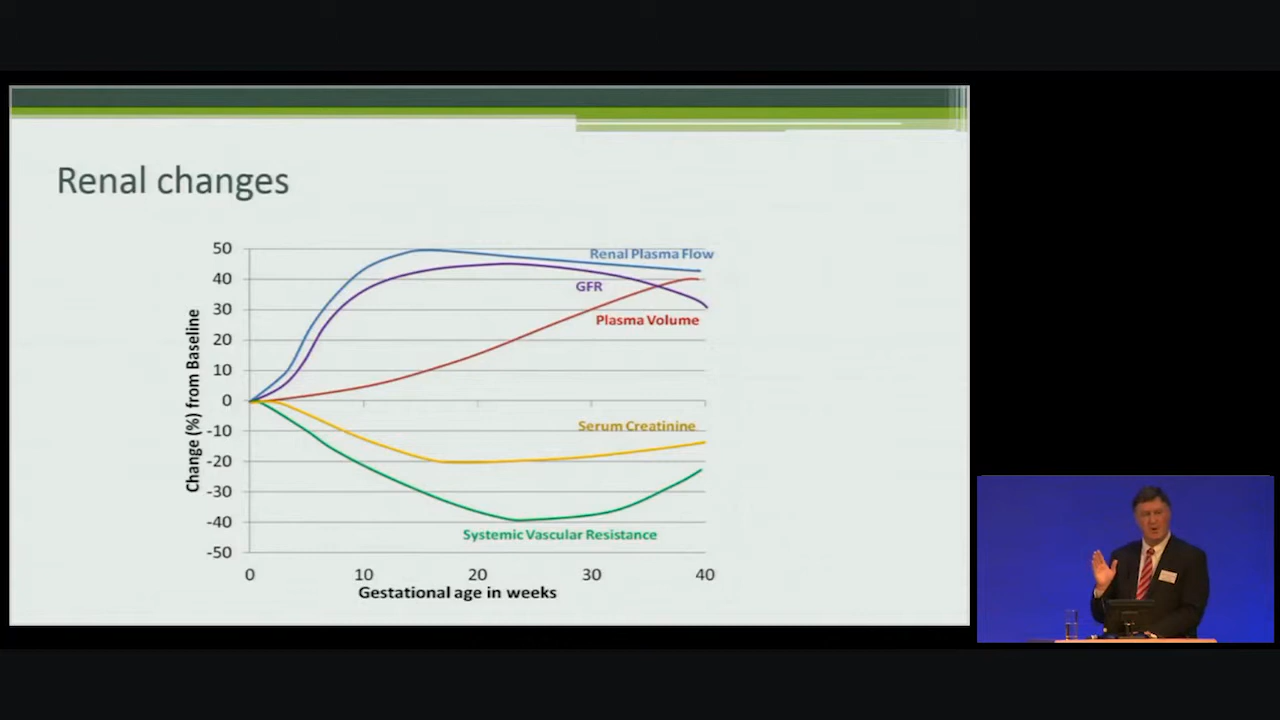 Renal changes
50
40
30
20
10
0
-10
-20
-30
-40
-50
Change (%) from Baseline
Renal Plasma Flow
GFR
Plasma Volume
Serum Creatinine
Systemic Vascular Resistance
0 10 20 30 40
Gestational age in weeks